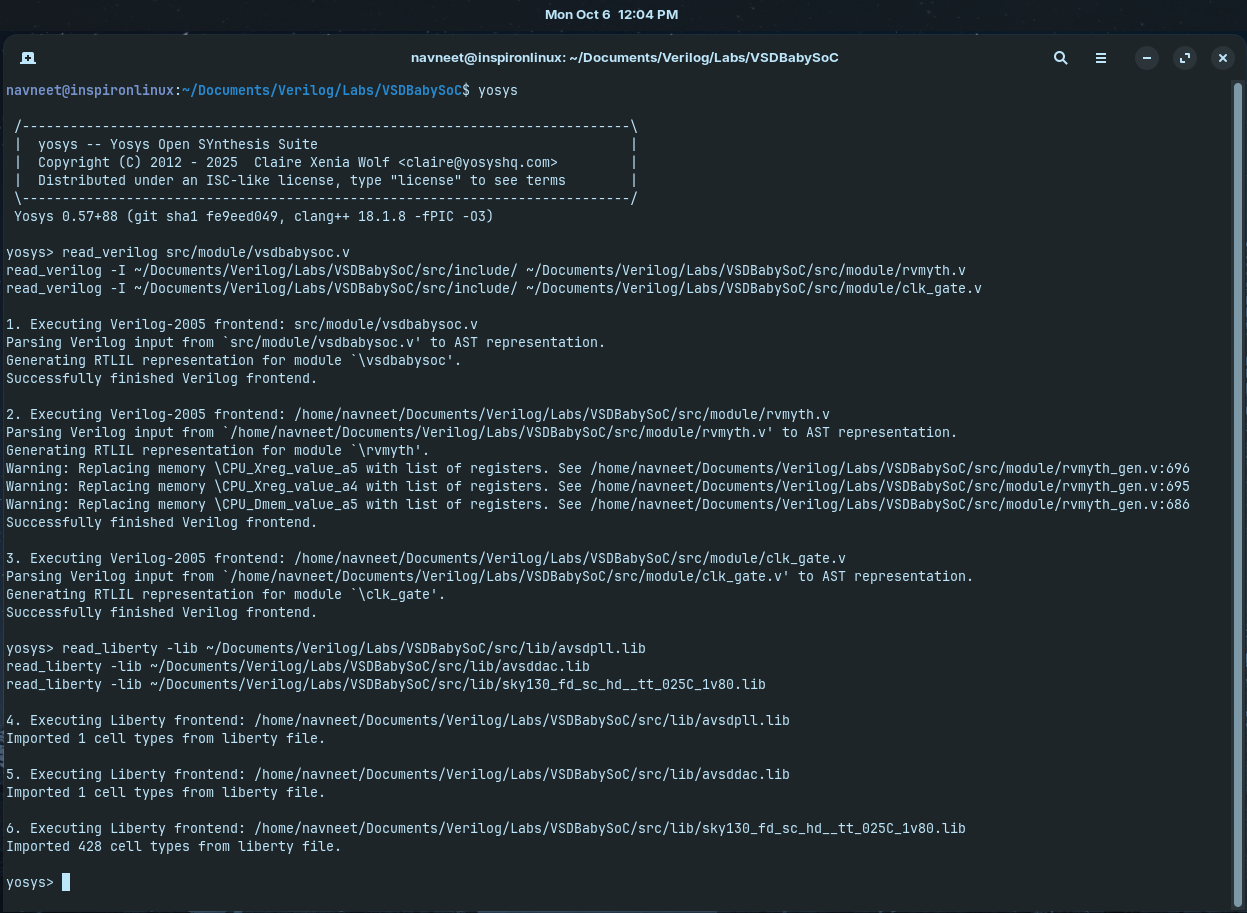 Mon Oct 6 12:04 PM
navneet@inspironlinux: ~/Documents/Verilog/Labs/VSDBabySoC
navneet@inspironlinux:~/Documents/Verilog/Labs/VSDBabySoC$ yosys
/----------------------------------------------------------------------------\
| yosys -- Yosys Open SYnthesis Suite |
| Copyright (C) 2012 - 2025 Claire Xenia Wolf <claire@yosyshq.com> |
| Distributed under an ISC-like license, type "license" to see terms |
\----------------------------------------------------------------------------/
Yosys 0.57+88 (git sha1 fe9eed049, clang++ 18.1.8 -fPIC -O3)
yosys> read_verilog src/module/vsdbabysoc.v
read_verilog -I ~/Documents/Verilog/Labs/VSDBabySoC/src/include/ ~/Documents/Verilog/Labs/VSDBabySoC/src/module/rvmyth.v
read_verilog -I ~/Documents/Verilog/Labs/VSDBabySoC/src/include/ ~/Documents/Verilog/Labs/VSDBabySoC/src/module/clk_gate.v
1. Executing Verilog-2005 frontend: src/module/vsdbabysoc.v
Parsing Verilog input from `src/module/vsdbabysoc.v' to AST representation.
Generating RTLIL representation for module `\vsdbabysoc'.
Successfully finished Verilog frontend.
2. Executing Verilog-2005 frontend: /home/navneet/Documents/Verilog/Labs/VSDBabySoC/src/module/rvmyth.v
Parsing Verilog input from `/home/navneet/Documents/Verilog/Labs/VSDBabySoC/src/module/rvmyth.v' to AST representation.
Generating RTLIL representation for module `\rvmyth'.
Warning: Replacing memory \CPU_Xreg_value_a5 with list of registers. See /home/navneet/Documents/Verilog/Labs/VSDBabySoC/src/module/rvmyth_gen.v:696
Warning: Replacing memory \CPU_Xreg_value_a4 with list of registers. See /home/navneet/Documents/Verilog/Labs/VSDBabySoC/src/module/rvmyth_gen.v:695
Warning: Replacing memory \CPU_Dmem_value_a5 with list of registers. See /home/navneet/Documents/Verilog/Labs/VSDBabySoC/src/module/rvmyth_gen.v:686
Successfully finished Verilog frontend.
3. Executing Verilog-2005 frontend: /home/navneet/Documents/Verilog/Labs/VSDBabySoC/src/module/clk_gate.v
Parsing Verilog input from `/home/navneet/Documents/Verilog/Labs/VSDBabySoC/src/module/clk_gate.v' to AST representation.
Generating RTLIL representation for module `\clk_gate'.
Successfully finished Verilog frontend.
yosys> read_liberty -lib ~/Documents/Verilog/Labs/VSDBabySoC/src/lib/avsdpll.lib
read_liberty -lib ~/Documents/Verilog/Labs/VSDBabySoC/src/lib/avsddac.lib
read_liberty -lib ~/Documents/Verilog/Labs/VSDBabySoC/src/lib/sky130_fd_sc_hd__tt_025C_1v80.lib
4. Executing Liberty frontend: /home/navneet/Documents/Verilog/Labs/VSDBabySoC/src/lib/avsdpll.lib
Imported 1 cell types from liberty file.
5. Executing Liberty frontend: /home/navneet/Documents/Verilog/Labs/VSDBabySoC/src/lib/avsddac.lib
Imported 1 cell types from liberty file.
6. Executing Liberty frontend: /home/navneet/Documents/Verilog/Labs/VSDBabySoC/src/lib/sky130_fd_sc_hd__tt_025C_1v80.lib
Imported 428 cell types from liberty file.
yosys>